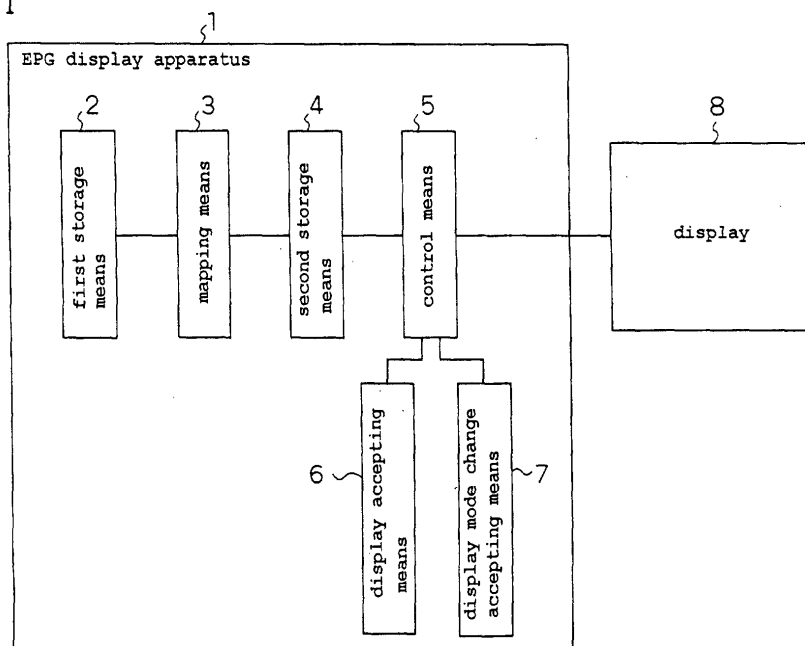 1
EPG display apparatus
2
3
4
5
8
first storage
means
mapping means
second storage
means
control means
display
6
display accepting
means
display mode change
accepting means
7